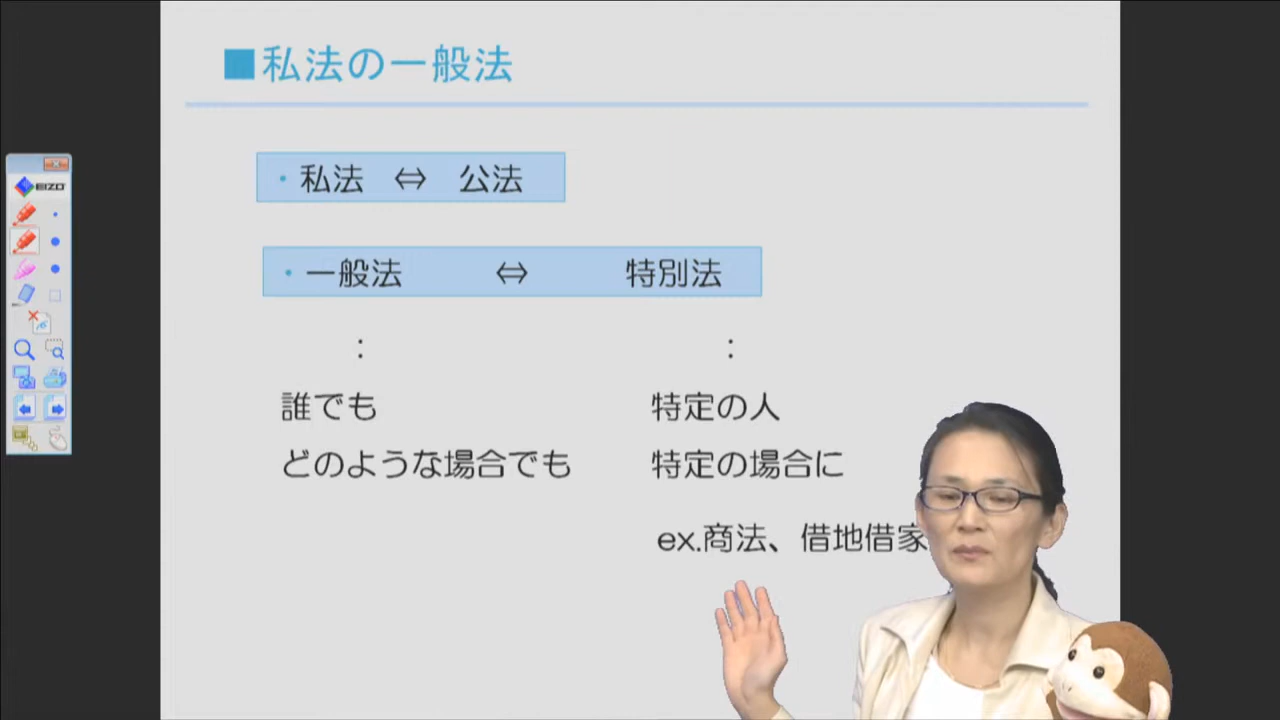 ■私法の一般法
・私法 ⇔ 公法
・一般法 ⇔ 特別法
： ：
誰でも 特定の人
どのような場合でも 特定の場合に
ex.商法、借地借家
EIZO